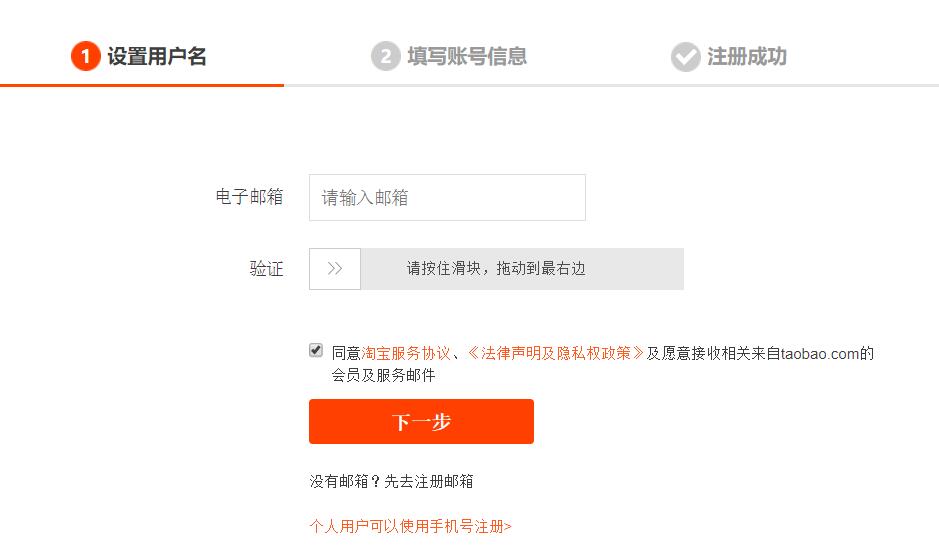 1 设置用户名 2 填写账号信息 注册成功
电子邮箱 请输入邮箱
验证 >> 请按住滑块，拖动到最右边
同意淘宝服务协议、《法律声明及隐私权政策》及愿意接收相关来自taobao.com的
会员及服务邮件
下一步
没有邮箱？先去注册邮箱
个人用户可以使用手机号注册>